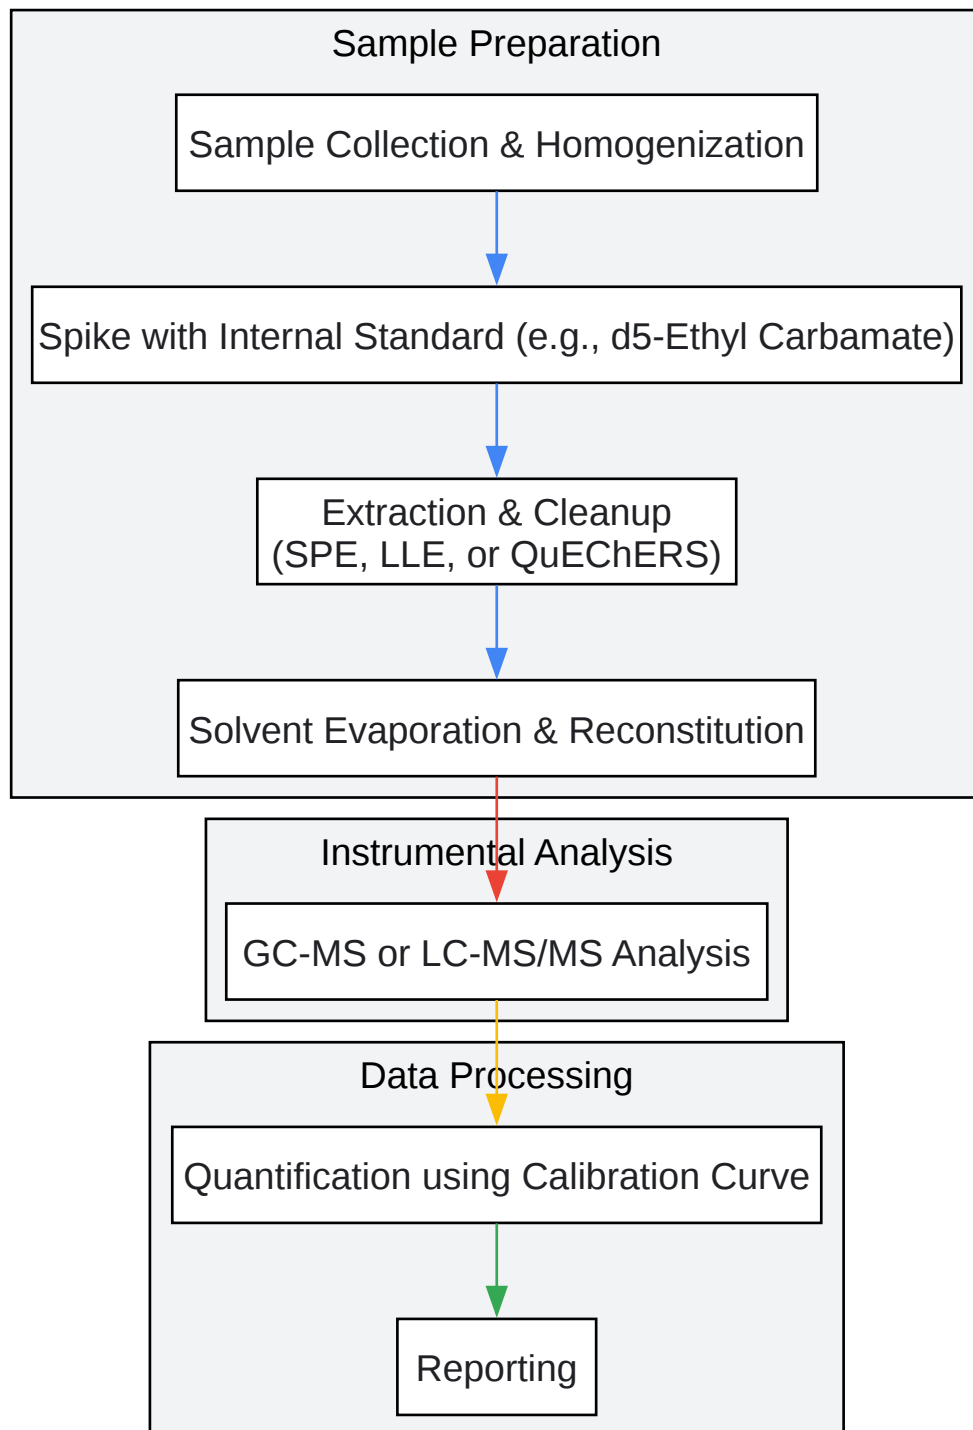 Sample Preparation
Sample Collection & Homogenization
Spike with Internal Standard (e.g., d5-Ethyl Carbamate)
Extraction & Cleanup
(SPE, LLE, or QuEChERS)
Solvent Evaporation & Reconstitution
Instrumental Analysis
GC-MS or LC-MS/MS Analysis
Data Processing
Quantification using Calibration Curve
Reporting